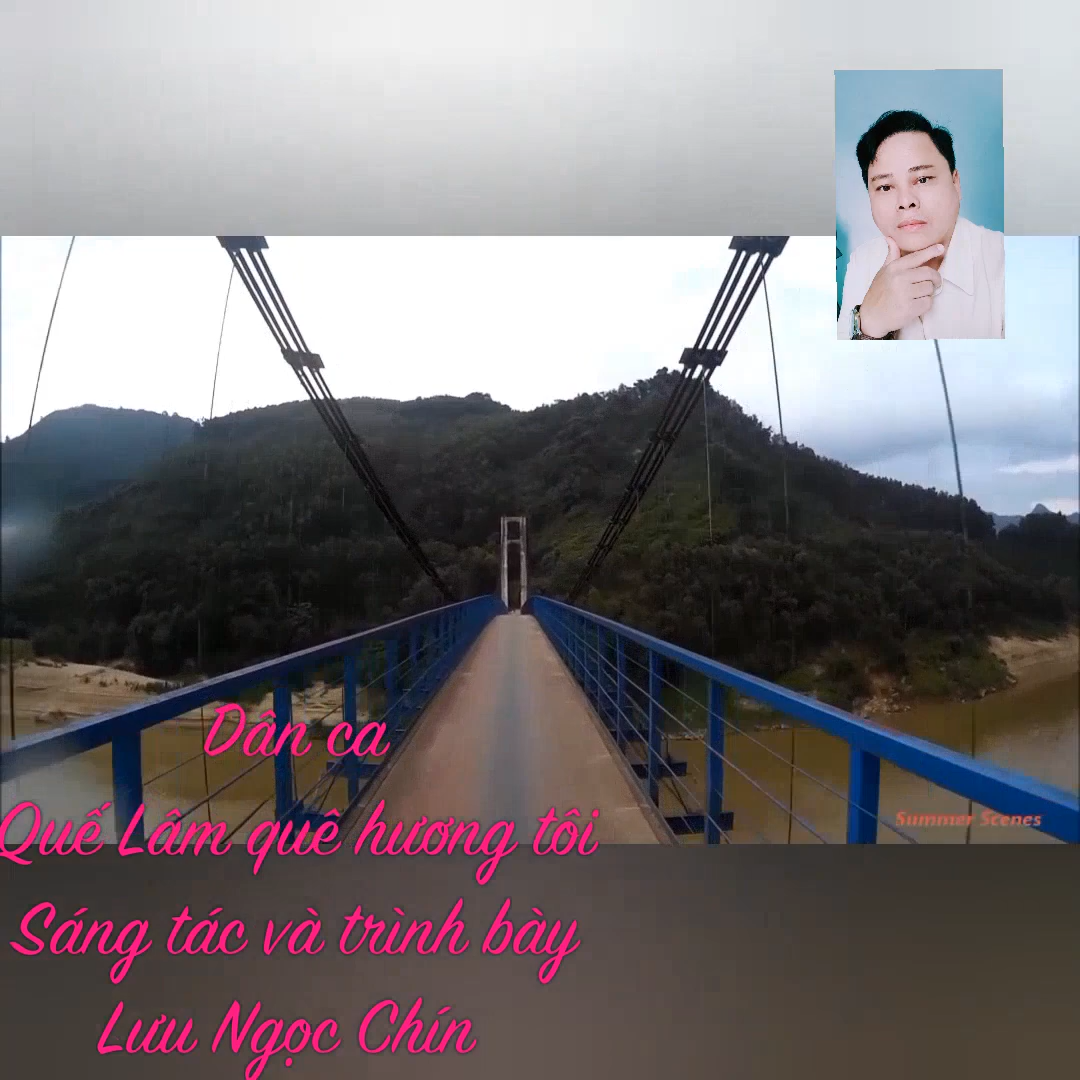 Dân ca
Quế Lâm quê hương tôi
Sáng tác và trình bày
Lưu Ngọc Chín
Summer Scenes